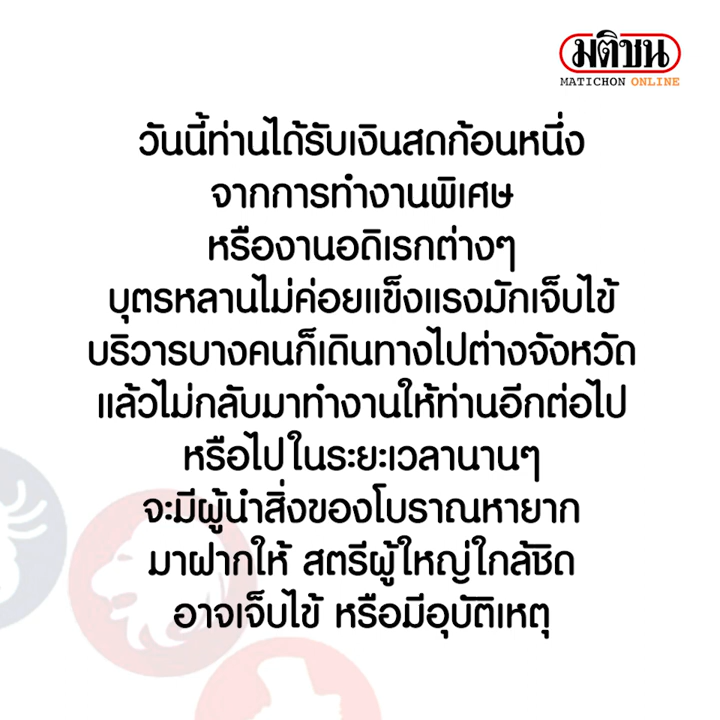 มติชน
MATICHON ONLINE
วันนี้ท่านได้รับเงินสดก้อนหนึ่ง
จากการทำงานพิเศษ
หรืองานอดิเรกต่างๆ
บุตรหลานไม่ค่อยแข็งแรงมักเจ็บไข้
บริวารบางคนก็เดินทางไปต่างจังหวัด
แล้วไม่กลับมาทำงานให้ท่านอีกต่อไป
หรือไปในระยะเวลานานๆ
จะมีผู้นำสิ่งของโบราณหายาก
มาฝากให้ สตรีผู้ใหญ่ใกล้ชิด
อาจเจ็บไข้ หรือมีอุบัติเหตุ